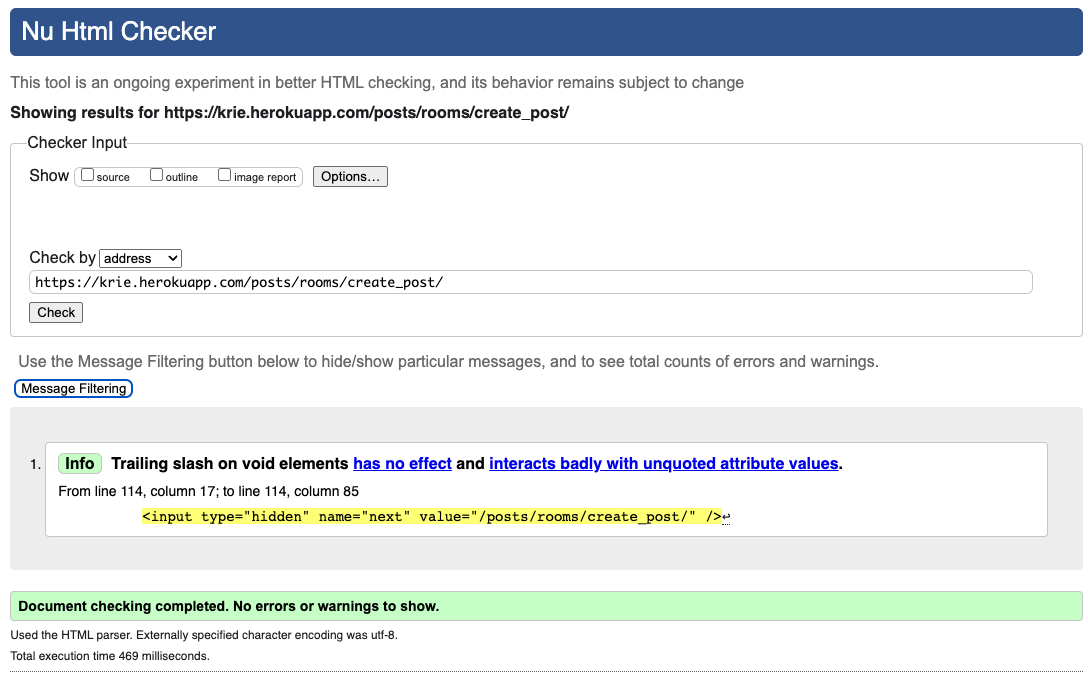 Nu Html Checker
This tool is an ongoing experiment in better HTML checking, and its behavior remains subject to change
Showing results for https://krie.herokuapp.com/posts/rooms/create_post/
Checker Input
Show source outline image report Options...
Check by address
https://krie.herokuapp.com/posts/rooms/create_post/
Check
Use the Message Filtering button below to hide/show particular messages, and to see total counts of errors and warnings.
Message Filtering
1. Info Trailing slash on void elements has no effect and interacts badly with unquoted attribute values.
From line 114, column 17; to line 114, column 85
<input type="hidden" name="next" value="/posts/rooms/create_post/" />↩
Document checking completed. No errors or warnings to show.
Used the HTML parser. Externally specified character encoding was utf-8.
Total execution time 469 milliseconds.